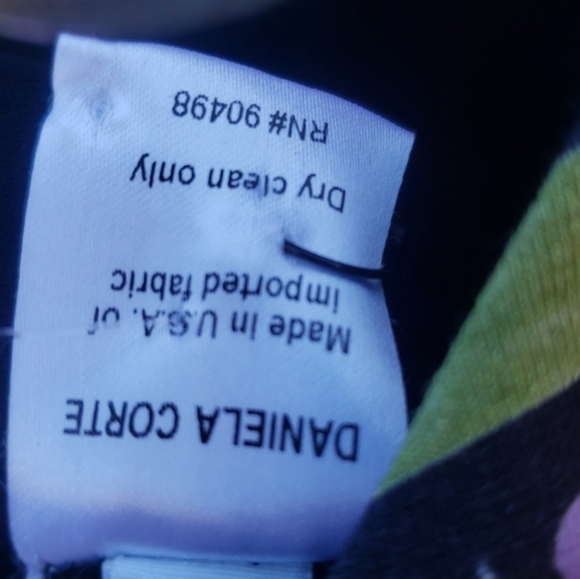 DANIELA CORTE
Made in U.S.A. of
imported fabric
Dry clean only
RN# 90498